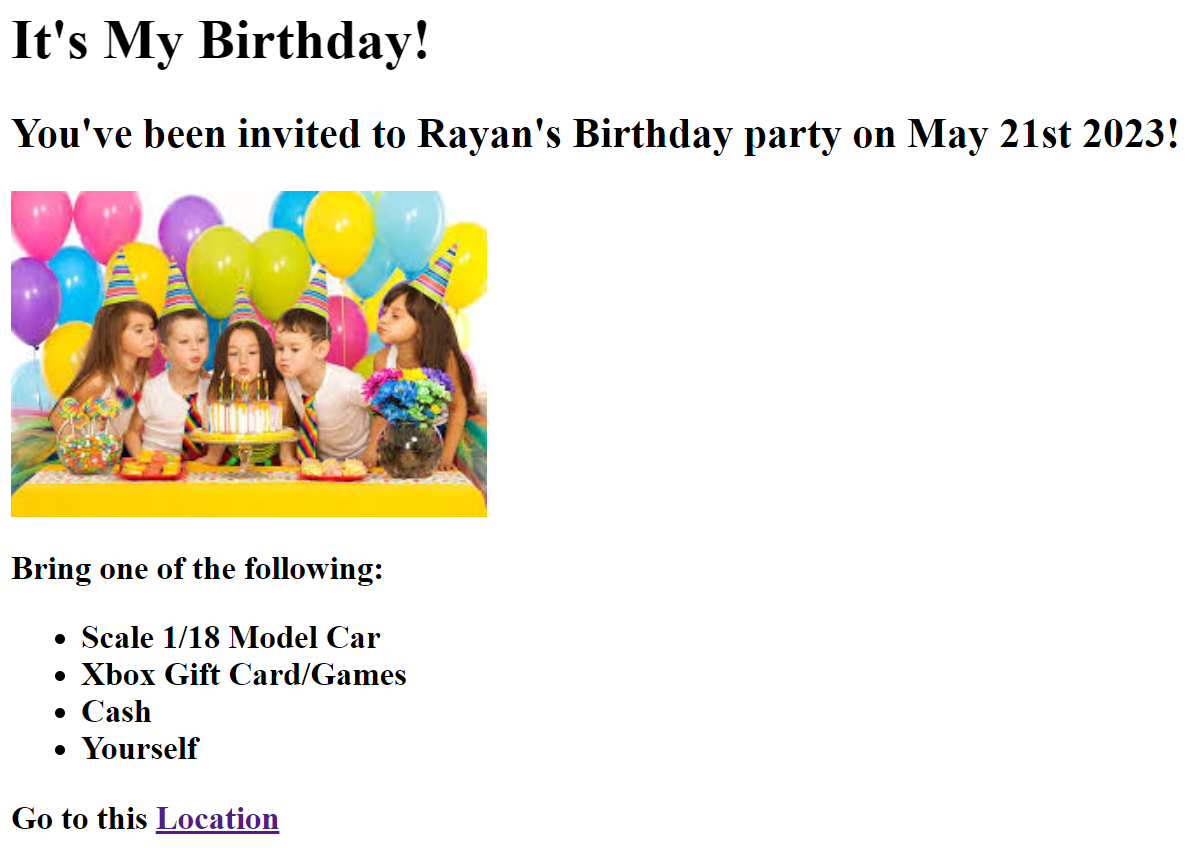 It's My Birthday!
You've been invited to Rayan's Birthday party on May 21st 2023!
Bring one of the following:
• Scale 1/18 Model Car
• Xbox Gift Card/Games
• Cash
• Yourself
Go to this Location